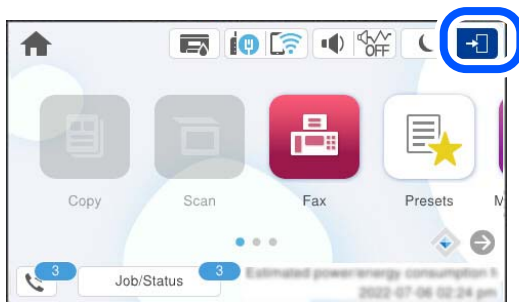 OFF
Copy
Scan
Fax
Presets
M
3
Job/Status
3
Estimated power/energy consumption h
2022-07-06 02:24 pm